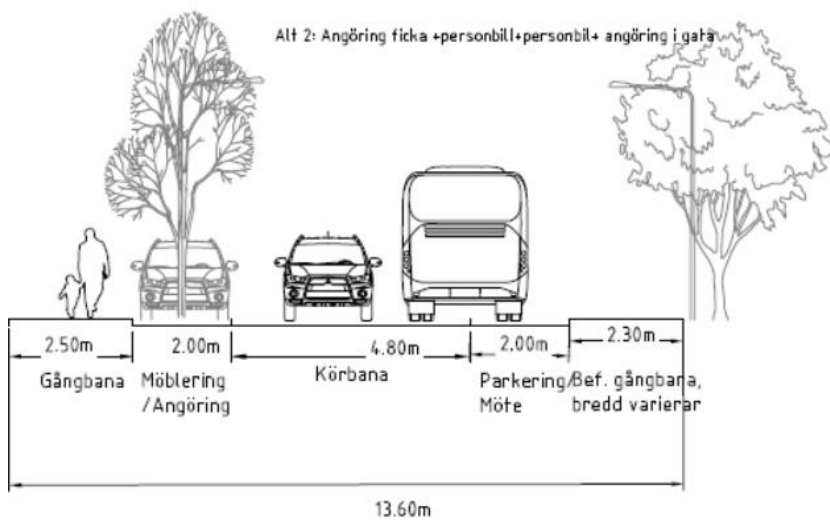 Alt 2: Angöring ficka +personbill+personbil+ angöring i gata
2.50m 2.00m 4.80m 2.00m 2.30m
Gångbana Möblering Körbana Parkering/ Bef. gångbana,
/Angöring Möte bredd varierar
13.60m